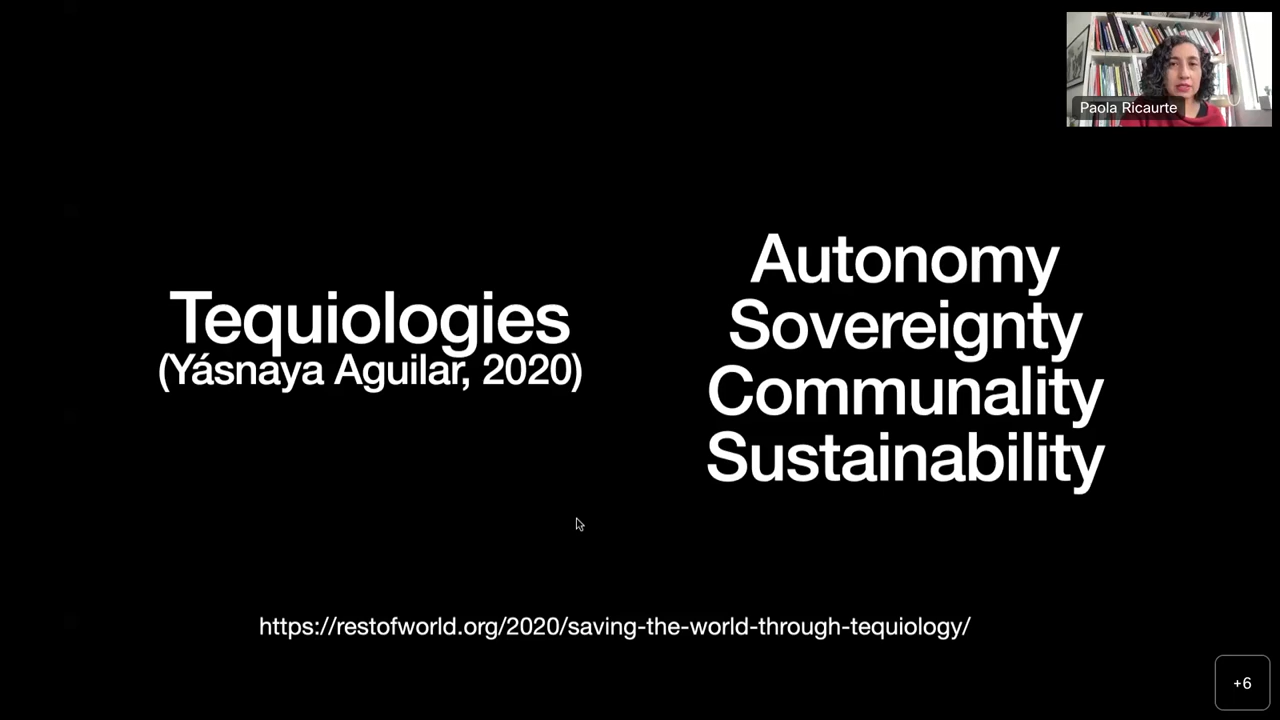 Paola Ricaurte
Tequiologies
(Yásnaya Aguilar, 2020)
Autonomy
Sovereignty
Communality
Sustainability
https://restofworld.org/2020/saving-the-world-through-tequiology/
+6